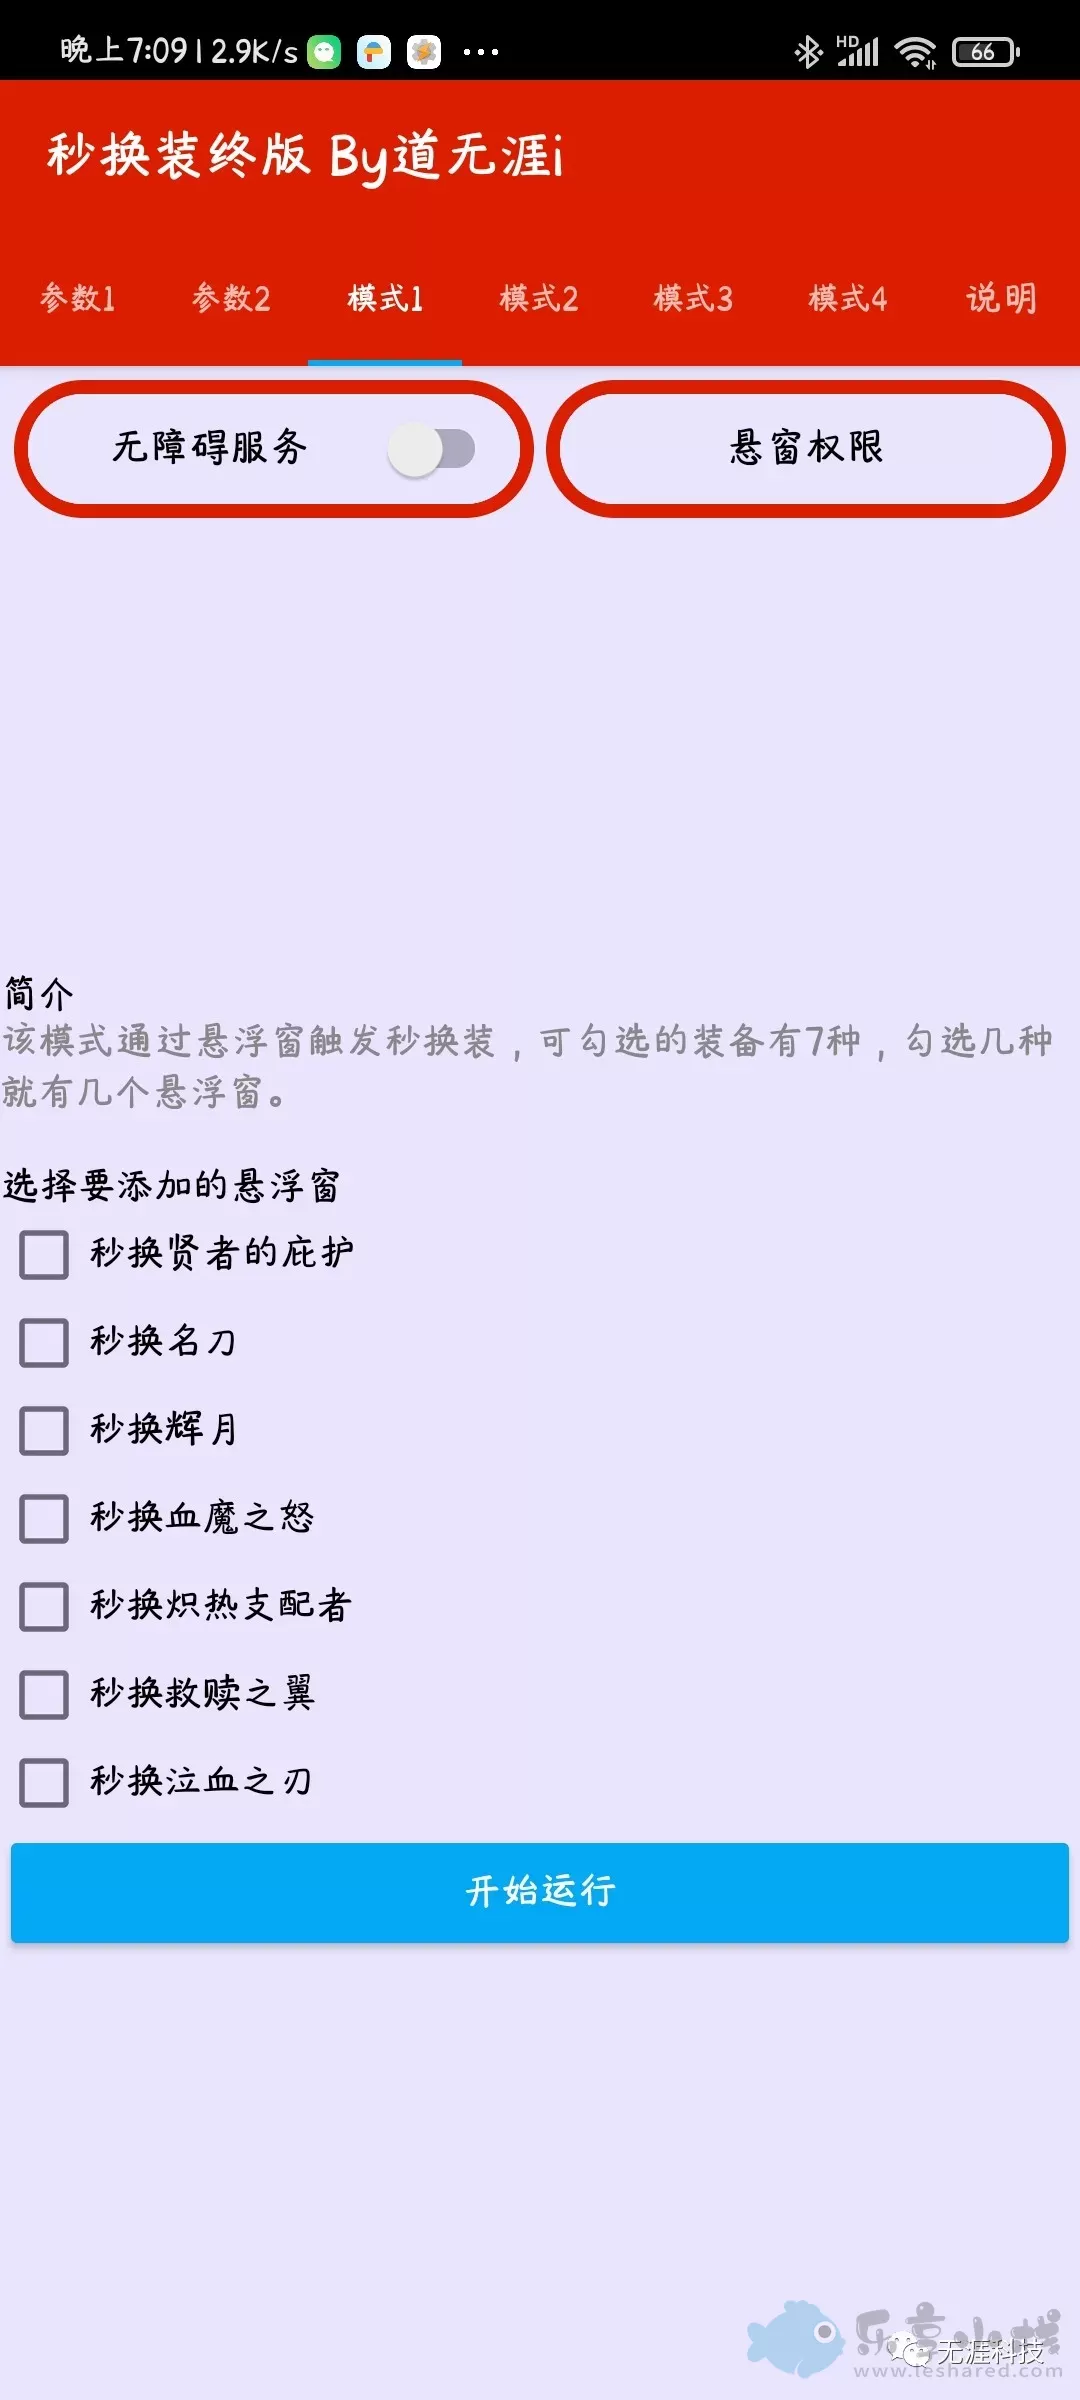 晚上7:09 | 2.9K/s
HD
66
秒换装终版 By道无涯i
参数1 参数2 模式1 模式2 模式3 模式4 说明
无障碍服务 悬窗权限
简介
该模式通过悬浮窗触发秒换装，可勾选的装备有7种，勾选几种
就有几个悬浮窗。
选择要添加的悬浮窗
秒换贤者的庇护
秒换名刀
秒换辉月
秒换血魔之怒
秒换炽热支配者
秒换救赎之翼
秒换泣血之刃
开始运行
乐享小栈
无涯科技
www.leshared.com